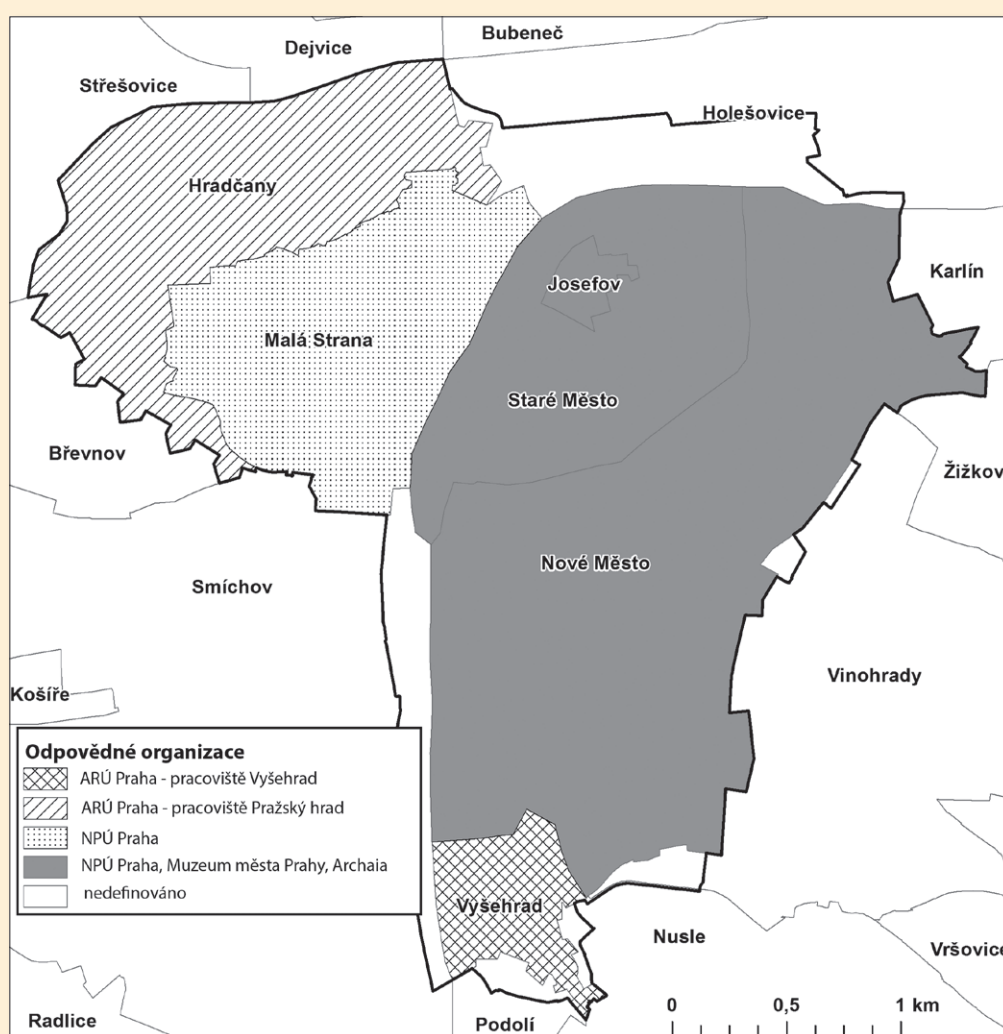 Bubeneč
Dejvice
Střešovice
Holešovice
Hradčany
Karlín
Josefov
Malá Strana
Staré Město
Břevnov
Žižkov
Nové Město
Smíchov
Vinohrady
Košíře
Odpovědné organizace
ARÚ Praha - pracoviště Vyšehrad
ARÚ Praha - pracoviště Pražský hrad
NPÚ Praha
NPÚ Praha, Muzeum města Prahy, Archaia
nedefinováno
Vyšehrad
Nusle
Vršovice
0 0,5 1 km
Radlice
Podolí